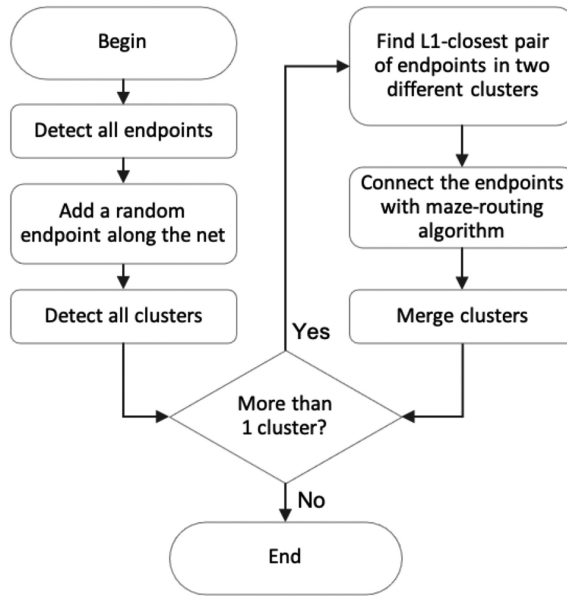 Begin
Detect all endpoints
Add a random
endpoint along the net
Detect all clusters
More than
1 cluster?
Yes
Find L1-closest pair
of endpoints in two
different clusters
Connect the endpoints
with maze-routing
algorithm
Merge clusters
No
End